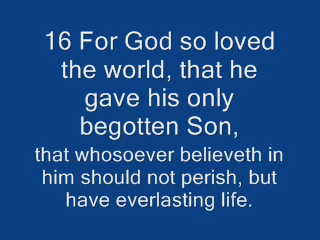 16 For God so loved
the world, that he
gave his only
begotten Son,
that whosoever believeth in
him should not perish, but
have everlasting life.